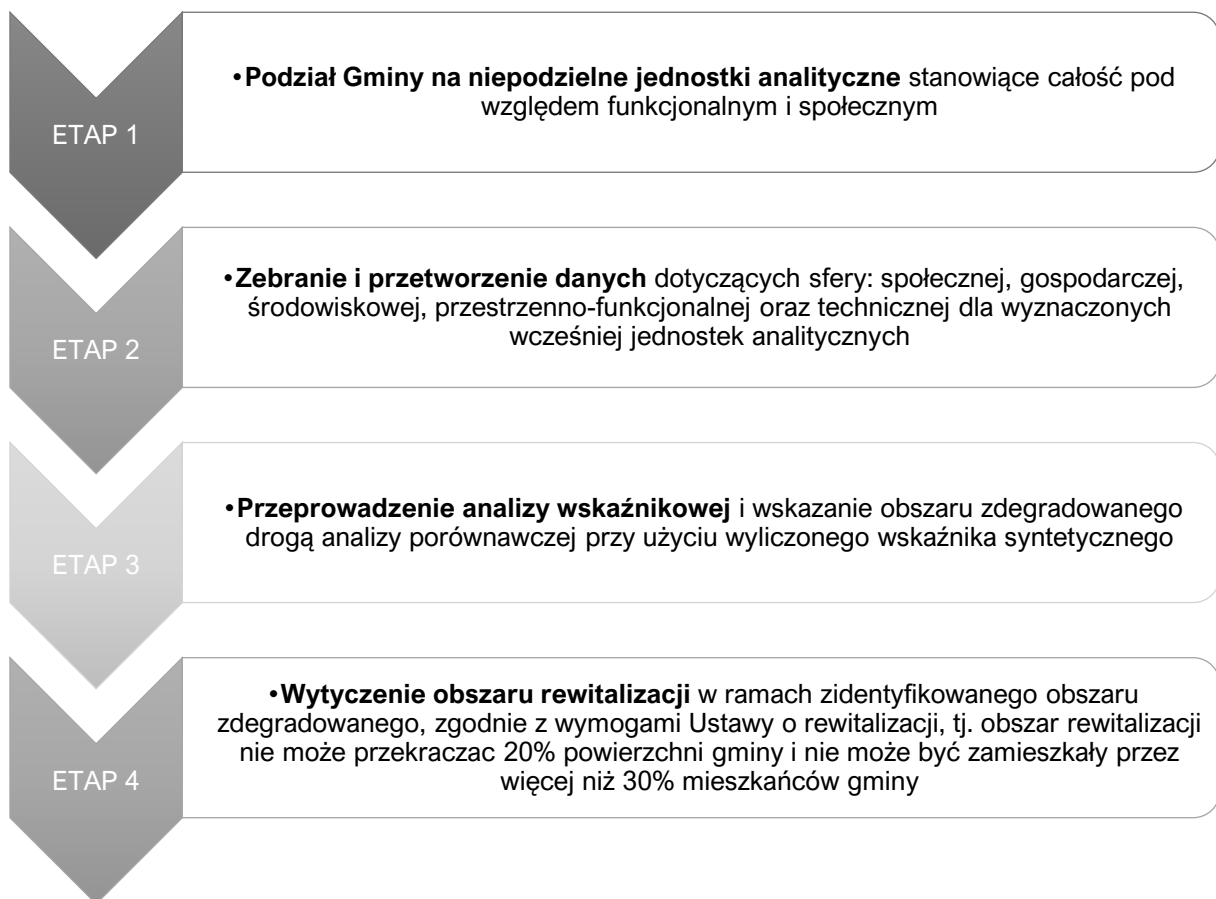 ETAP 1
•Podział Gminy na niepodzielne jednostki analityczne stanowiące całość pod
względem funkcjonalnym i społecznym
ETAP 2
•Zebranie i przetworzenie danych dotyczących sfery: społecznej, gospodarczej,
środowiskowej, przestrzenno-funkcjonalnej oraz technicznej dla wyznaczonych
wcześniej jednostek analitycznych
ETAP 3
•Przeprowadzenie analizy wskaźnikowej i wskazanie obszaru zdegradowanego
drogą analizy porównawczej przy użyciu wyliczonego wskaźnika syntetycznego
ETAP 4
•Wytyczenie obszaru rewitalizacji w ramach zidentyfikowanego obszaru
zdegradowanego, zgodnie z wymogami Ustawy o rewitalizacji, tj. obszar rewitalizacji
nie może przekraczac 20% powierzchni gminy i nie może być zamieszkały przez
więcej niż 30% mieszkańców gminy